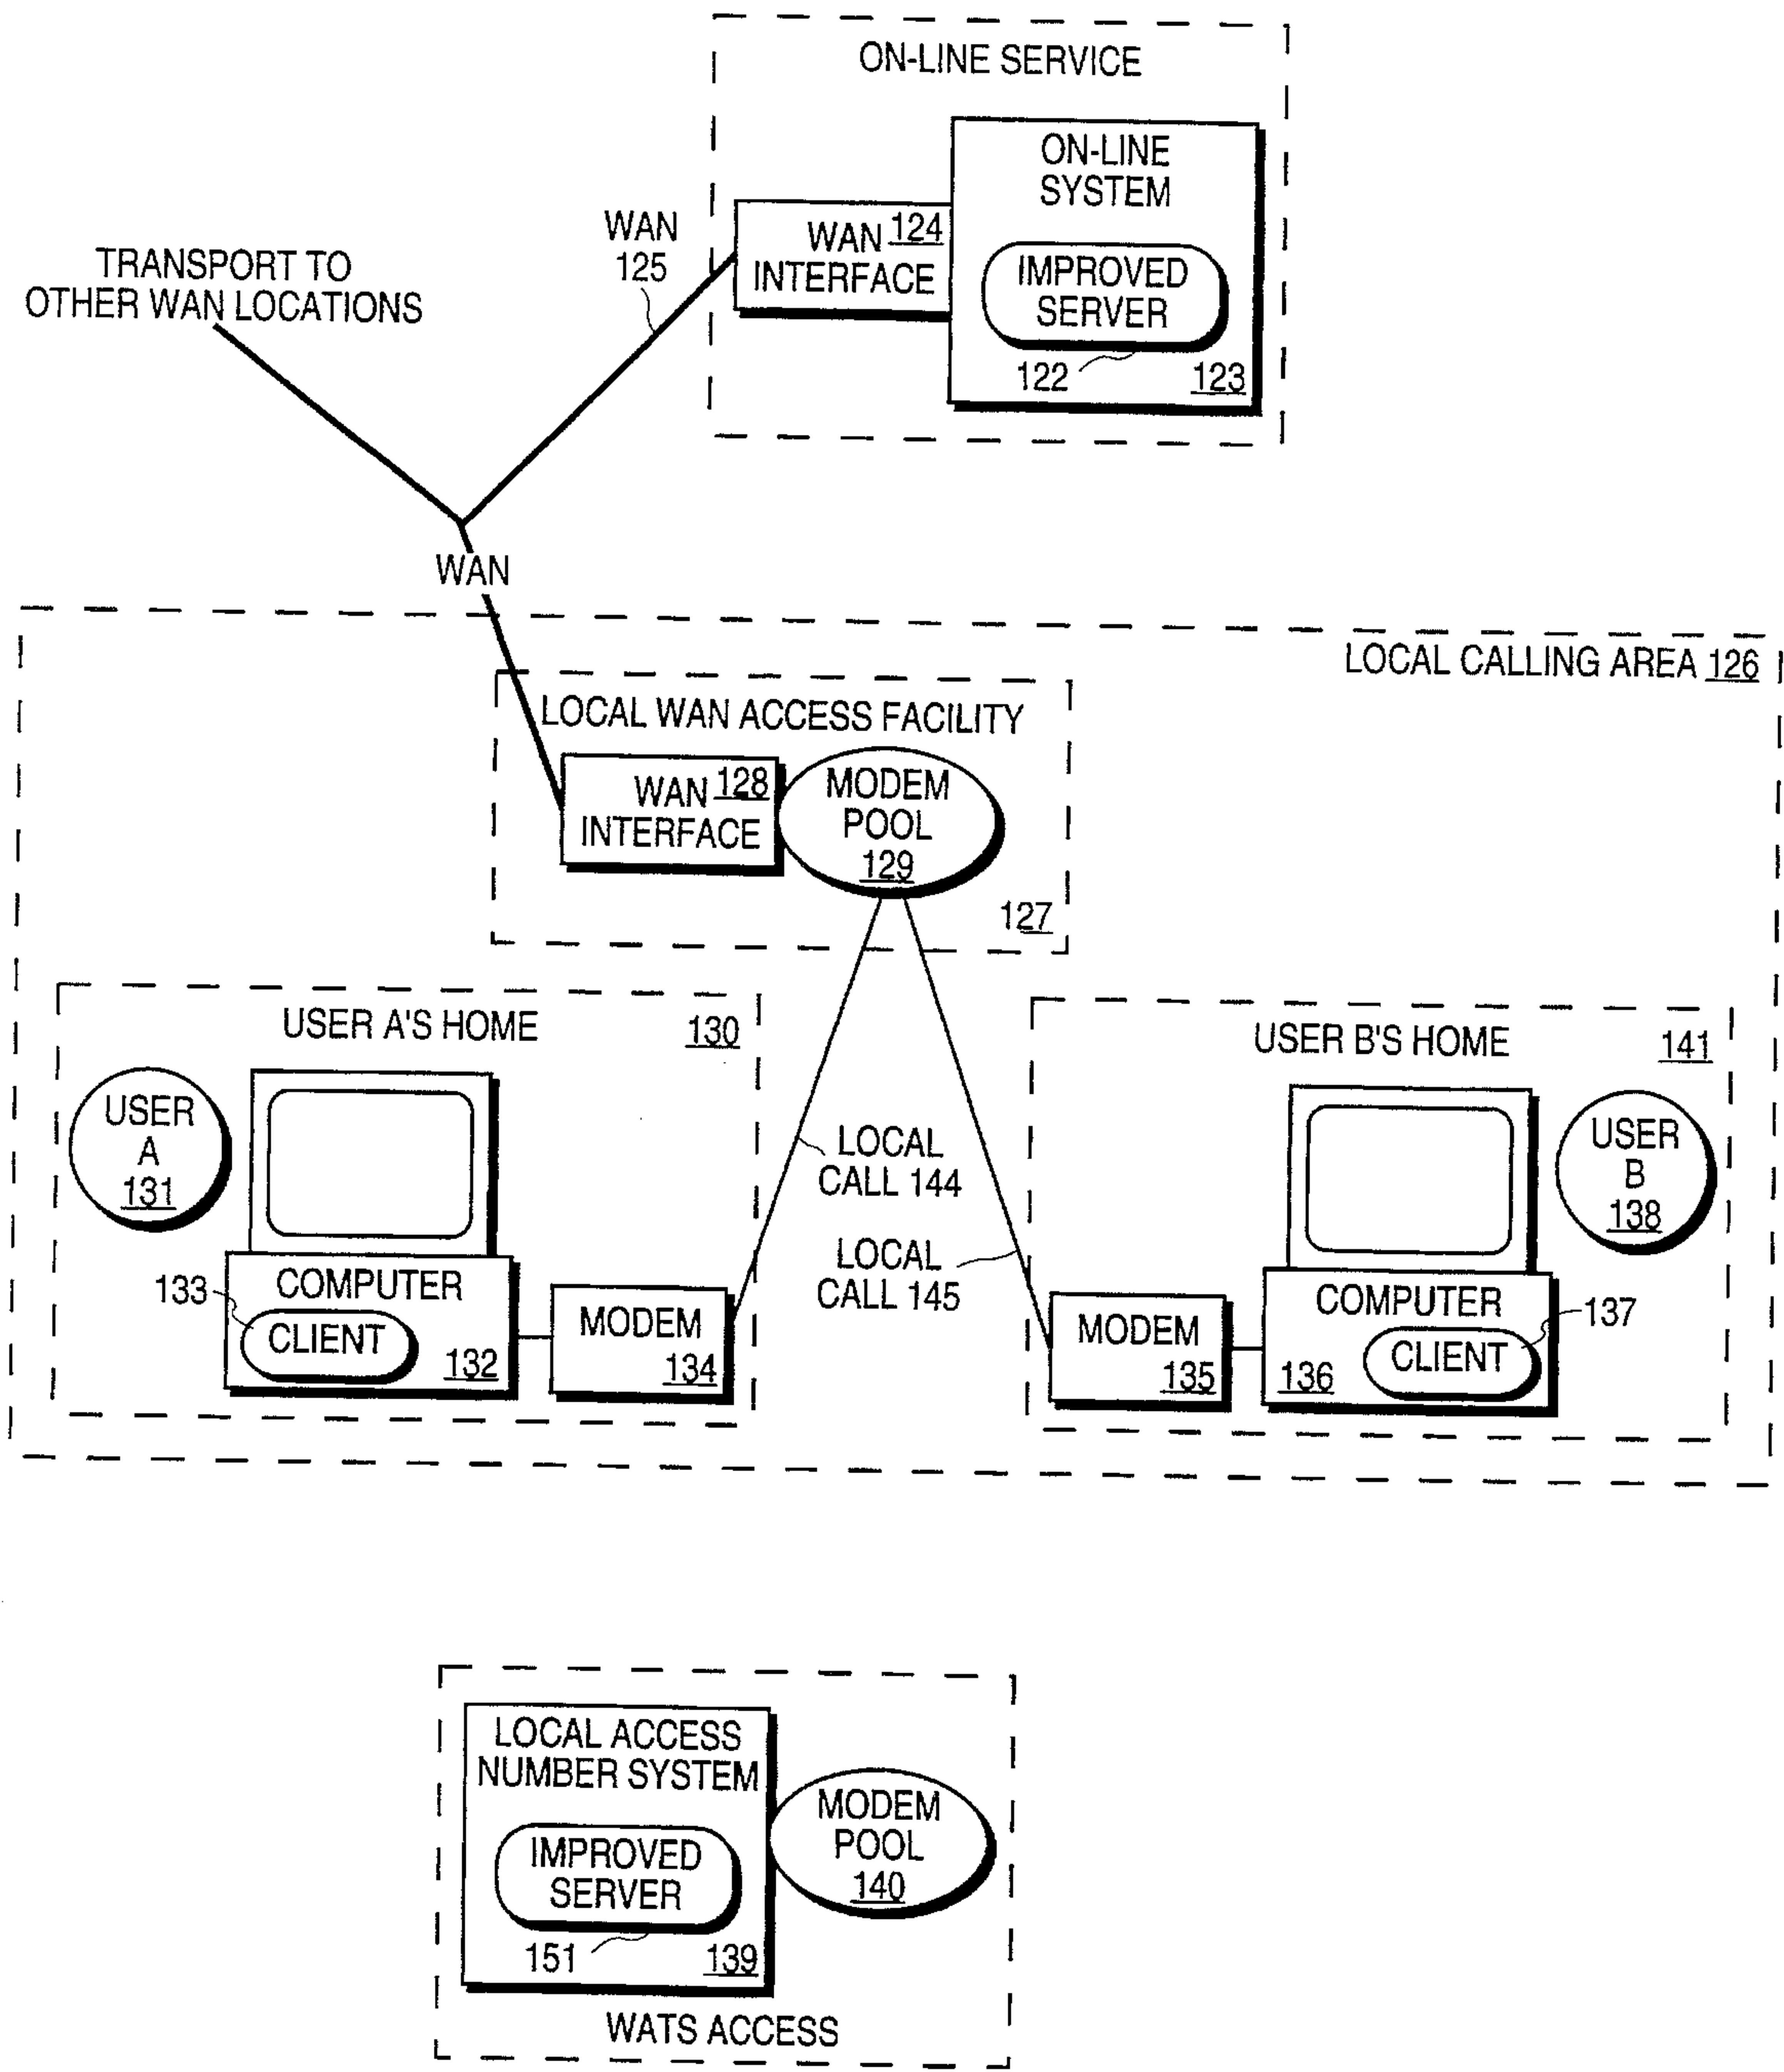 ON-LINE SERVICE
ON-LINE
SYSTEM
WAN 124
INTERFACE
IMPROVED
SERVER
122
123
WAN
125
TRANSPORT TO
OTHER WAN LOCATIONS
WAN
LOCAL CALLING AREA 126
LOCAL WAN ACCESS FACILITY
WAN 128
INTERFACE
MODEM
POOL
129
127
USER A'S HOME
130
USER
A
131
COMPUTER
133
CLIENT
132
MODEM
134
LOCAL
CALL 144
LOCAL
CALL 145
USER B'S HOME
141
USER
B
138
MODEM
135
COMPUTER
136
CLIENT
137
LOCAL ACCESS
NUMBER SYSTEM
IMPROVED
SERVER
151
139
MODEM
POOL
140
WATS ACCESS